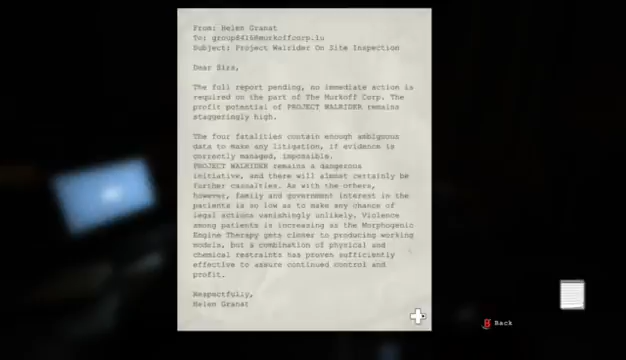 From: Helen Granat
To: group6416@murkoffcorp.lu
Subject: Project Walrider On Site Inspection
Dear Sirs,
The full report pending, no immediate action is
required on the part of The Murkoff Corp. The
profit potential of PROJECT WALRIDER remains
staggeringly high.
The four fatalities contain enough ambiguous
data to make any litigation, if evidence is
correctly managed, impossible.
PROJECT WALRIDER remains a dangerous
initiative, and there will almost certainly be
further casualties. As with the others,
however, family and government interest in the
patients is so low as to make any chance of
legal actions vanishingly unlikely. Violence
among patients is increasing as the Morphogenic
Engine Therapy gets closer to producing working
models, but a combination of physical and
chemical restraints has proven sufficiently
effective to assure continued control and
profit.
Respectfully,
Helen Granat
Back